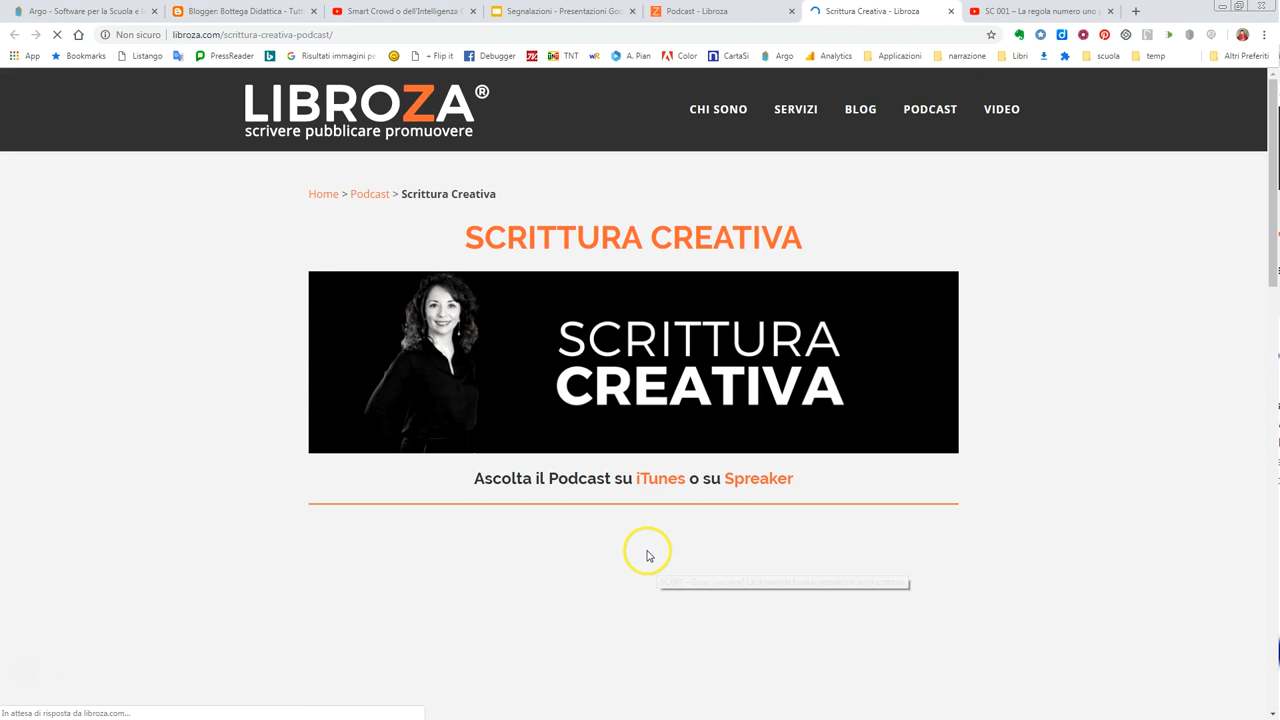 Argo - Software per la Scuola e l
Blogger: Bottega Didattica - Tutt
Smart Crowd o dell'Intelligenza C
Segnalazioni - Presentazioni Goo
Podcast - Libroza
Scrittura Creativa - Libroza
SC 001 – La regola numero uno p
Non sicuro
libroza.com/scrittura-creativa-podcast/
App
Bookmarks
Listango
PressReader
Risultati immagini pe
+ Flip it
Debugger
TNT
A. Pian
Color
CartaSi
Argo
Analytics
Applicazioni
narrazione
Libri
scuola
temp
Altri Preferiti
LIBROZA®
scrivere pubblicare promuovere
CHI SONO
SERVIZI
BLOG
PODCAST
VIDEO
Home > Podcast > Scrittura Creativa
SCRITTURA CREATIVA
SCRITTURA
CREATIVA
Ascolta il Podcast su iTunes o su Spreaker
In attesa di risposta da libroza.com...